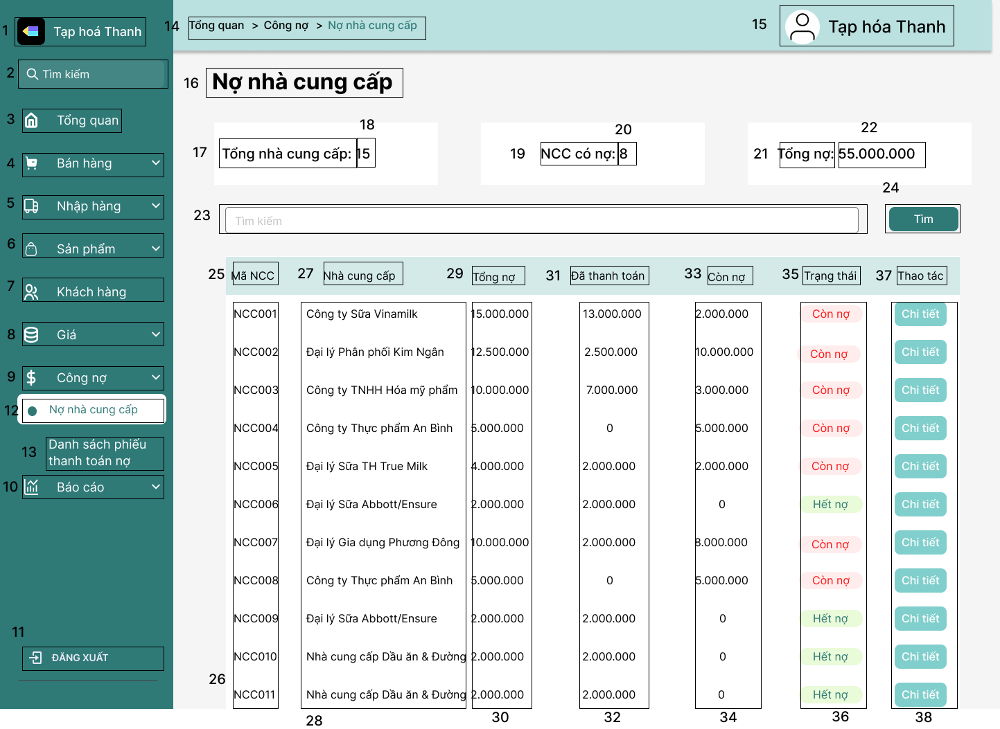 1 Tạp hoá Thanh
14 Tổng quan > Công nợ > Nợ nhà cung cấp
15 Tạp hóa Thanh
2 Tìm kiếm
16 Nợ nhà cung cấp
3 Tổng quan
4 Bán hàng
5 Nhập hàng
6 Sản phẩm
7 Khách hàng
8 Giá
9 Công nợ
12 Nợ nhà cung cấp
13 Danh sách phiếu
thanh toán nợ
10 Báo cáo
11
ĐĂNG XUẤT
18
17 Tổng nhà cung cấp: 15
20
19 NCC có nợ: 8
22
21 Tổng nợ: 55.000.000
24
23 Tìm kiếm
Tìm
25 Mã NCC 27 Nhà cung cấp 29 Tổng nợ 31 Đã thanh toán 33 Còn nợ 35 Trạng thái 37 Thao tác
NCC001 Công ty Sữa Vinamilk 15.000.000 13.000.000 2.000.000 Còn nợ Chi tiết
NCC002 Đại lý Phân phối Kim Ngân 12.500.000 2.500.000 10.000.000 Còn nợ Chi tiết
NCC003 Công ty TNHH Hóa mỹ phẩm 10.000.000 7.000.000 3.000.000 Còn nợ Chi tiết
NCC004 Công ty Thực phẩm An Bình 5.000.000 0 5.000.000 Còn nợ Chi tiết
NCC005 Đại lý Sữa TH True Milk 4.000.000 2.000.000 2.000.000 Còn nợ Chi tiết
NCC006 Đại lý Sữa Abbott/Ensure 2.000.000 2.000.000 0 Hết nợ Chi tiết
NCC007 Đại lý Gia dụng Phương Đông 10.000.000 2.000.000 8.000.000 Còn nợ Chi tiết
NCC008 Công ty Thực phẩm An Bình 5.000.000 0 5.000.000 Còn nợ Chi tiết
NCC009 Đại lý Sữa Abbott/Ensure 2.000.000 2.000.000 0 Hết nợ Chi tiết
NCC010 Nhà cung cấp Dầu ăn & Đường 2.000.000 2.000.000 0 Hết nợ Chi tiết
26
NCC011 Nhà cung cấp Dầu ăn & Đường 2.000.000 2.000.000 0 Hết nợ Chi tiết
28 30 32 34 36 38